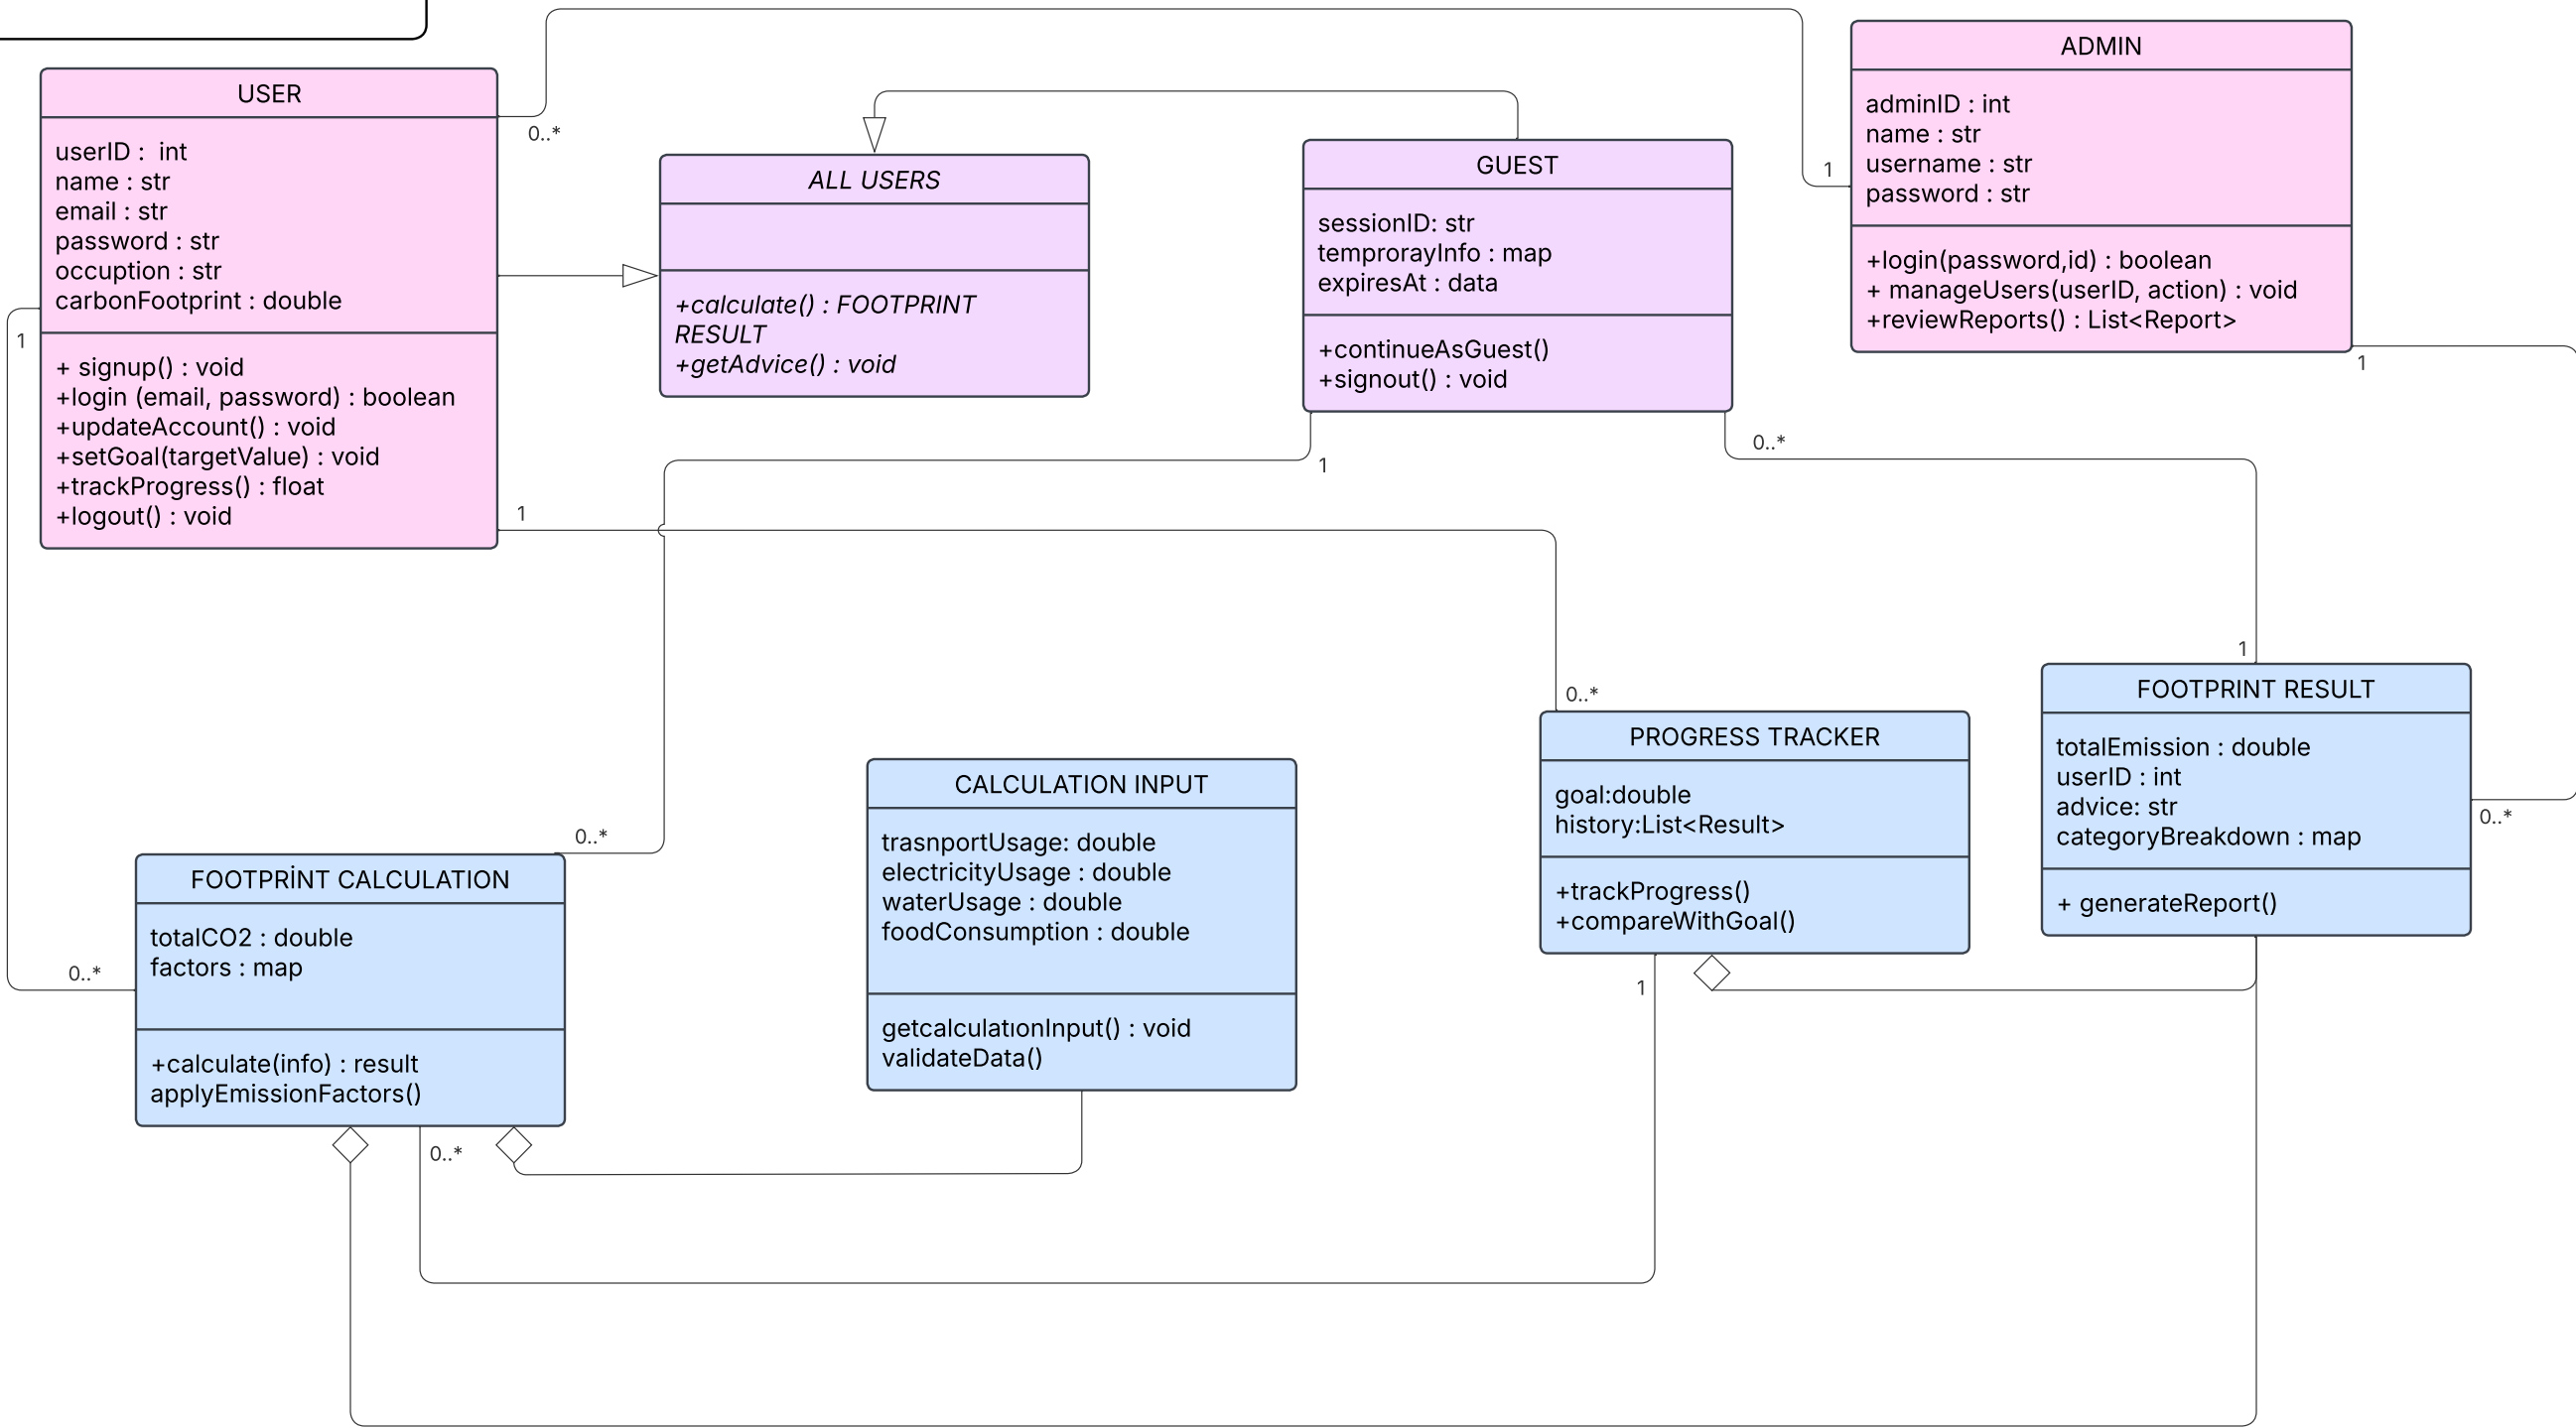 USER
userID :  int
name : str
email : str
password : str
occuption : str
carbonFootprint : double
+ signup() : void
+login (email, password) : boolean
+updateAccount() : void
+setGoal(targetValue) : void
+trackProgress() : float
+logout() : void
0..*
1
1
ALL USERS
+calculate() : FOOTPRINT
RESULT
+getAdvice() : void
GUEST
sessionID: str
temprorayInfo : map
expiresAt : data
+continueAsGuest()
+signout() : void
1
0..*
ADMIN
adminID : int
name : str
username : str
password : str
+login(password,id) : boolean
+ manageUsers(userID, action) : void
+reviewReports() : List<Report>
1
1
FOOTPRİNT CALCULATION
totalCO2 : double
factors : map
+calculate(info) : result
applyEmissionFactors()
0..*
0..*
0..*
CALCULATION INPUT
trasnportUsage: double
electricityUsage : double
waterUsage : double
foodConsumption : double
getcalculatıonInput() : void
validateData()
PROGRESS TRACKER
goal:double
history:List<Result>
+trackProgress()
+compareWithGoal()
0..*
1
FOOTPRINT RESULT
totalEmission : double
userID : int
advice: str
categoryBreakdown : map
+ generateReport()
1
0..*